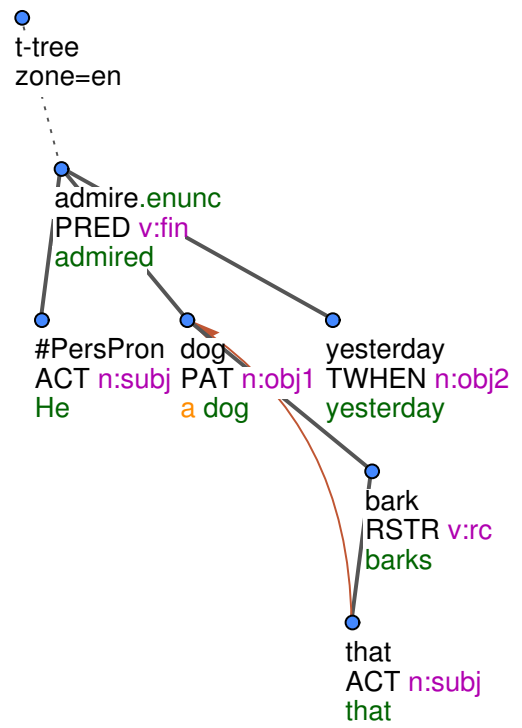 t-tree
zone=en
admire.enunc
PRED v:fin
admired
#PersPron
ACT n:subj
He
dog
PAT n:obj1
a dog
yesterday
TWHEN n:obj2
yesterday
bark
RSTR v:rc
barks
that
ACT n:subj
that